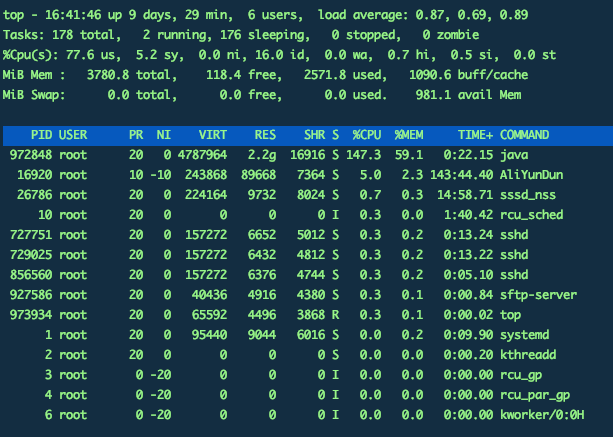 top - 16:41:46 up 9 days, 29 min,  6 users,  load average: 0.87, 0.69, 0.89
Tasks: 178 total,   2 running, 176 sleeping,   0 stopped,   0 zombie
%Cpu(s): 77.6 us,  5.2 sy,  0.0 ni, 16.0 id,  0.0 wa,  0.7 hi,  0.5 si,  0.0 st
MiB Mem :   3780.8 total,    118.4 free,   2571.8 used,   1090.6 buff/cache
MiB Swap:      0.0 total,      0.0 free,      0.0 used.    981.1 avail Mem
PID USER      PR  NI    VIRT    RES    SHR S  %CPU  %MEM     TIME+ COMMAND
972848 root      20   0 4787964   2.2g  16916 S 147.3  59.1   0:22.15 java
16920 root      10 -10  243868  89668   7364 S   5.0   2.3 143:44.40 AliYunDun
26786 root      20   0  224164   9732   8024 S   0.7   0.3  14:58.71 sssd_nss
10 root      20   0       0      0      0 I   0.3   0.0   1:40.42 rcu_sched
727751 root      20   0  157272   6652   5012 S   0.3   0.2   0:13.24 sshd
729025 root      20   0  157272   6432   4812 S   0.3   0.2   0:13.22 sshd
856560 root      20   0  157272   6376   4744 S   0.3   0.2   0:05.10 sshd
927586 root      20   0   40436   4916   4380 S   0.3   0.1   0:00.84 sftp-server
973934 root      20   0   65592   4496   3868 R   0.3   0.1   0:00.02 top
1 root      20   0   95440   9044   6016 S   0.0   0.2   0:09.90 systemd
2 root      20   0       0      0      0 S   0.0   0.0   0:00.20 kthreadd
3 root       0 -20       0      0      0 I   0.0   0.0   0:00.00 rcu_gp
4 root       0 -20       0      0      0 I   0.0   0.0   0:00.00 rcu_par_gp
6 root       0 -20       0      0      0 I   0.0   0.0   0:00.00 kworker/0:0H